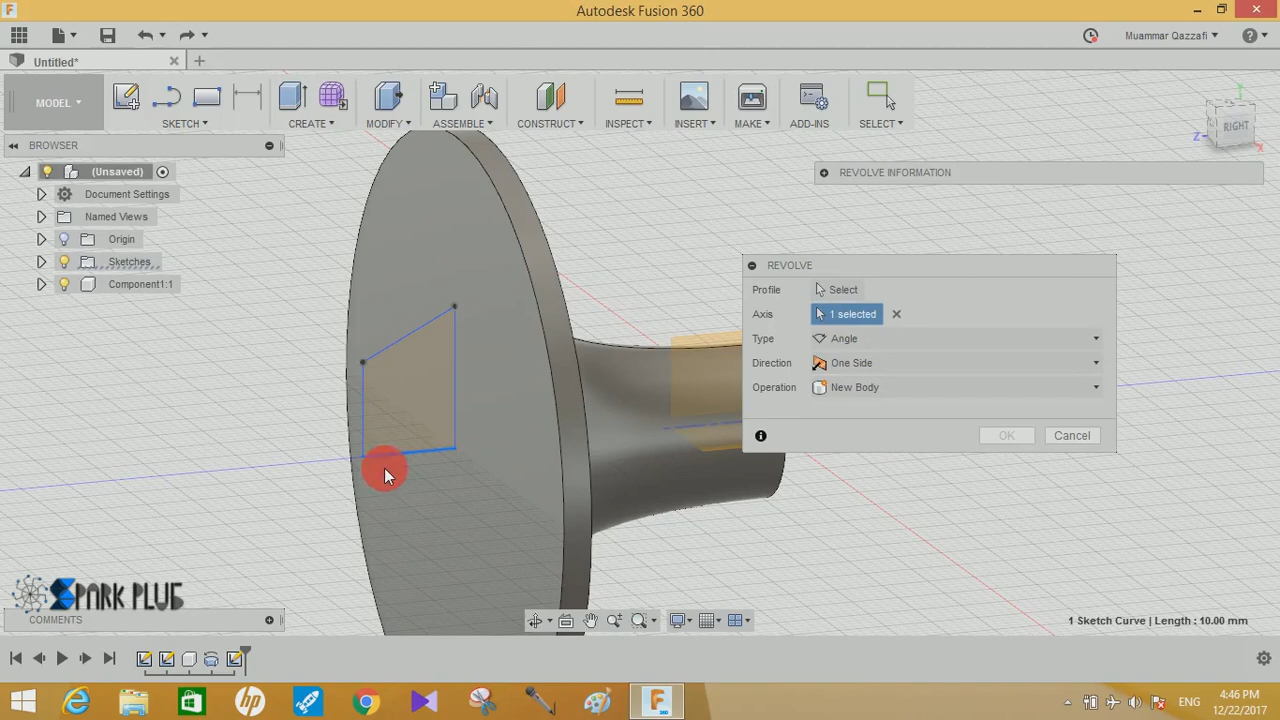 Autodesk Fusion 360
Muammar Qazzafi
Untitled*
MODEL
SKETCH
CREATE
MODIFY
ASSEMBLE
CONSTRUCT
INSPECT
INSERT
MAKE
ADD-INS
SELECT
Y
RIGHT
Z
X
BROWSER
(Unsaved)
REVOLVE INFORMATION
Document Settings
Named Views
Origin
Sketches
Component1:1
REVOLVE
Profile Select
Axis 1 selected
Type Angle
Direction One Side
Operation New Body
OK Cancel
SPARK PLUG
COMMENTS
1 Sketch Curve | Length : 10.00 mm
hp
F 360
ENG
4:46 PM
12/22/2017